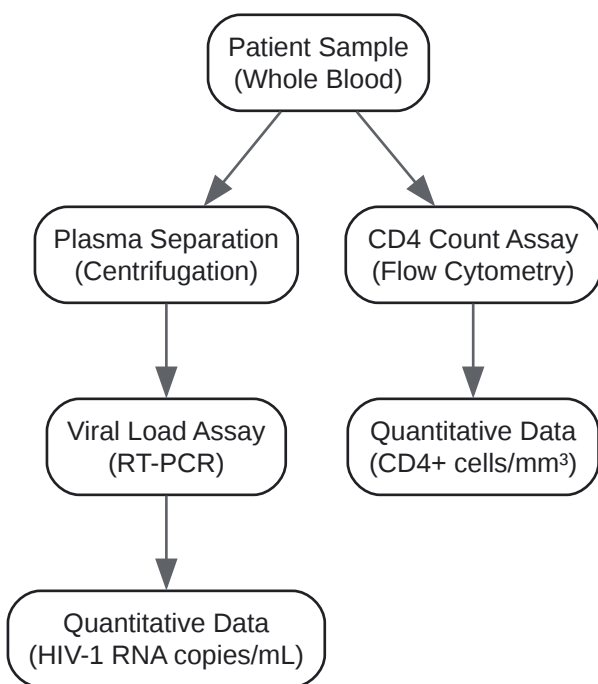 Patient Sample
(Whole Blood)
Plasma Separation
(Centrifugation)
CD4 Count Assay
(Flow Cytometry)
Viral Load Assay
(RT-PCR)
Quantitative Data
(CD4+ cells/mm³)
Quantitative Data
(HIV-1 RNA copies/mL)